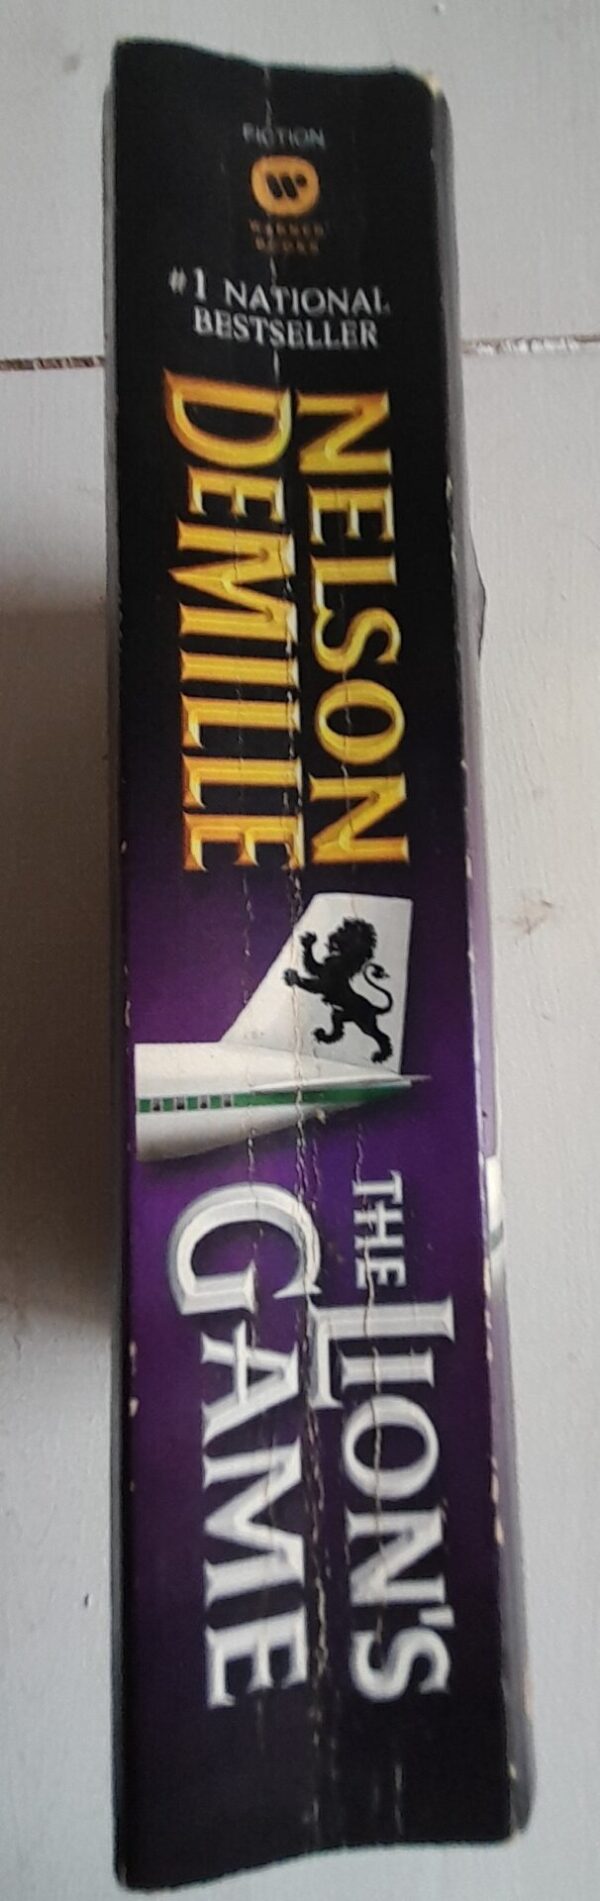 FICTION
WARNER
BOOKS
#1 NATIONAL
BESTSELLER
NELSON
DEMILLE
THE LION'S
GAME